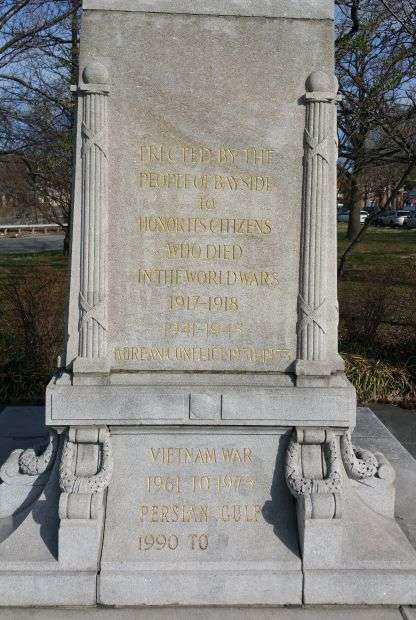 ERECTED BY THE
PEOPLE OF BAYSIDE
TO
HONOR ITS CITIZENS
WHO DIED
IN THE WORLD WARS
1917-1918
1941-1945
KOREAN CONFLICT 1950-1953
VIETNAM WAR
1961 TO 1975
PERSIAN GULF
1990 TO